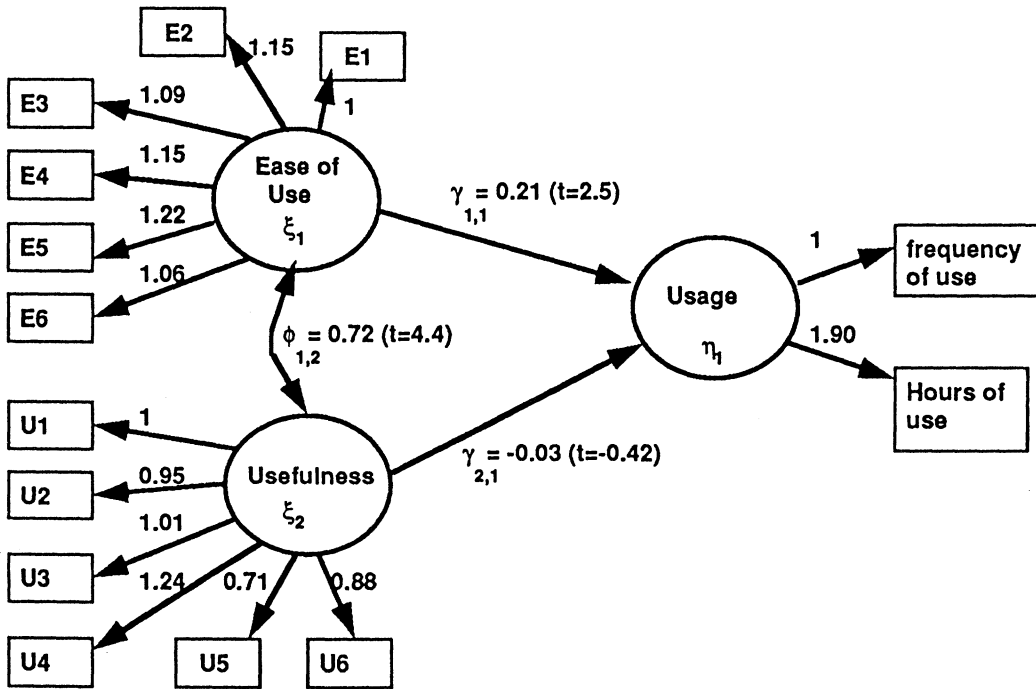 E2
1.15
E1
1
E3
1.09
E4
1.15
E5
1.22
E6
1.06
Ease of
Use
ξ1
γ1,1 = 0.21 (t=2.5)
ϕ1,2 = 0.72 (t=4.4)
Usage
η1
1
frequency
of use
1.90
Hours of
use
U1
1
U2
0.95
U3
1.01
U4
1.24
Usefulness
ξ2
γ2,1 = -0.03 (t=-0.42)
0.71
0.88
U5
U6